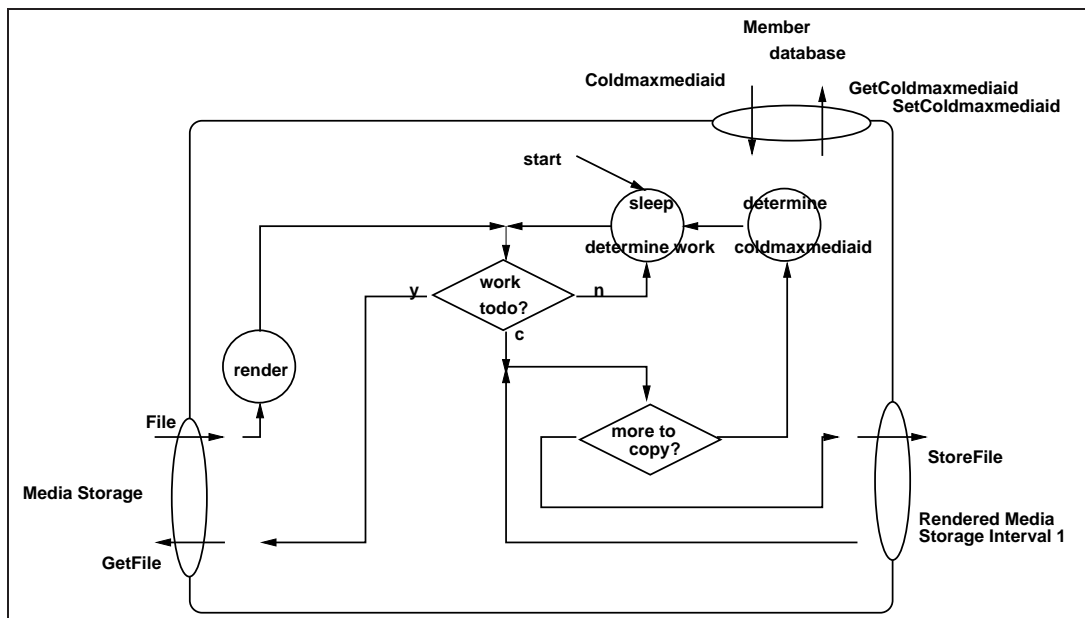 Member
database
Coldmaxmediaid
GetColdmaxmediaid
SetColdmaxmediaid
start
sleep
determine work
determine
coldmaxmediaid
y
work
todo?
n
c
render
File
more to
copy?
StoreFile
Media Storage
Rendered Media
Storage Interval 1
GetFile